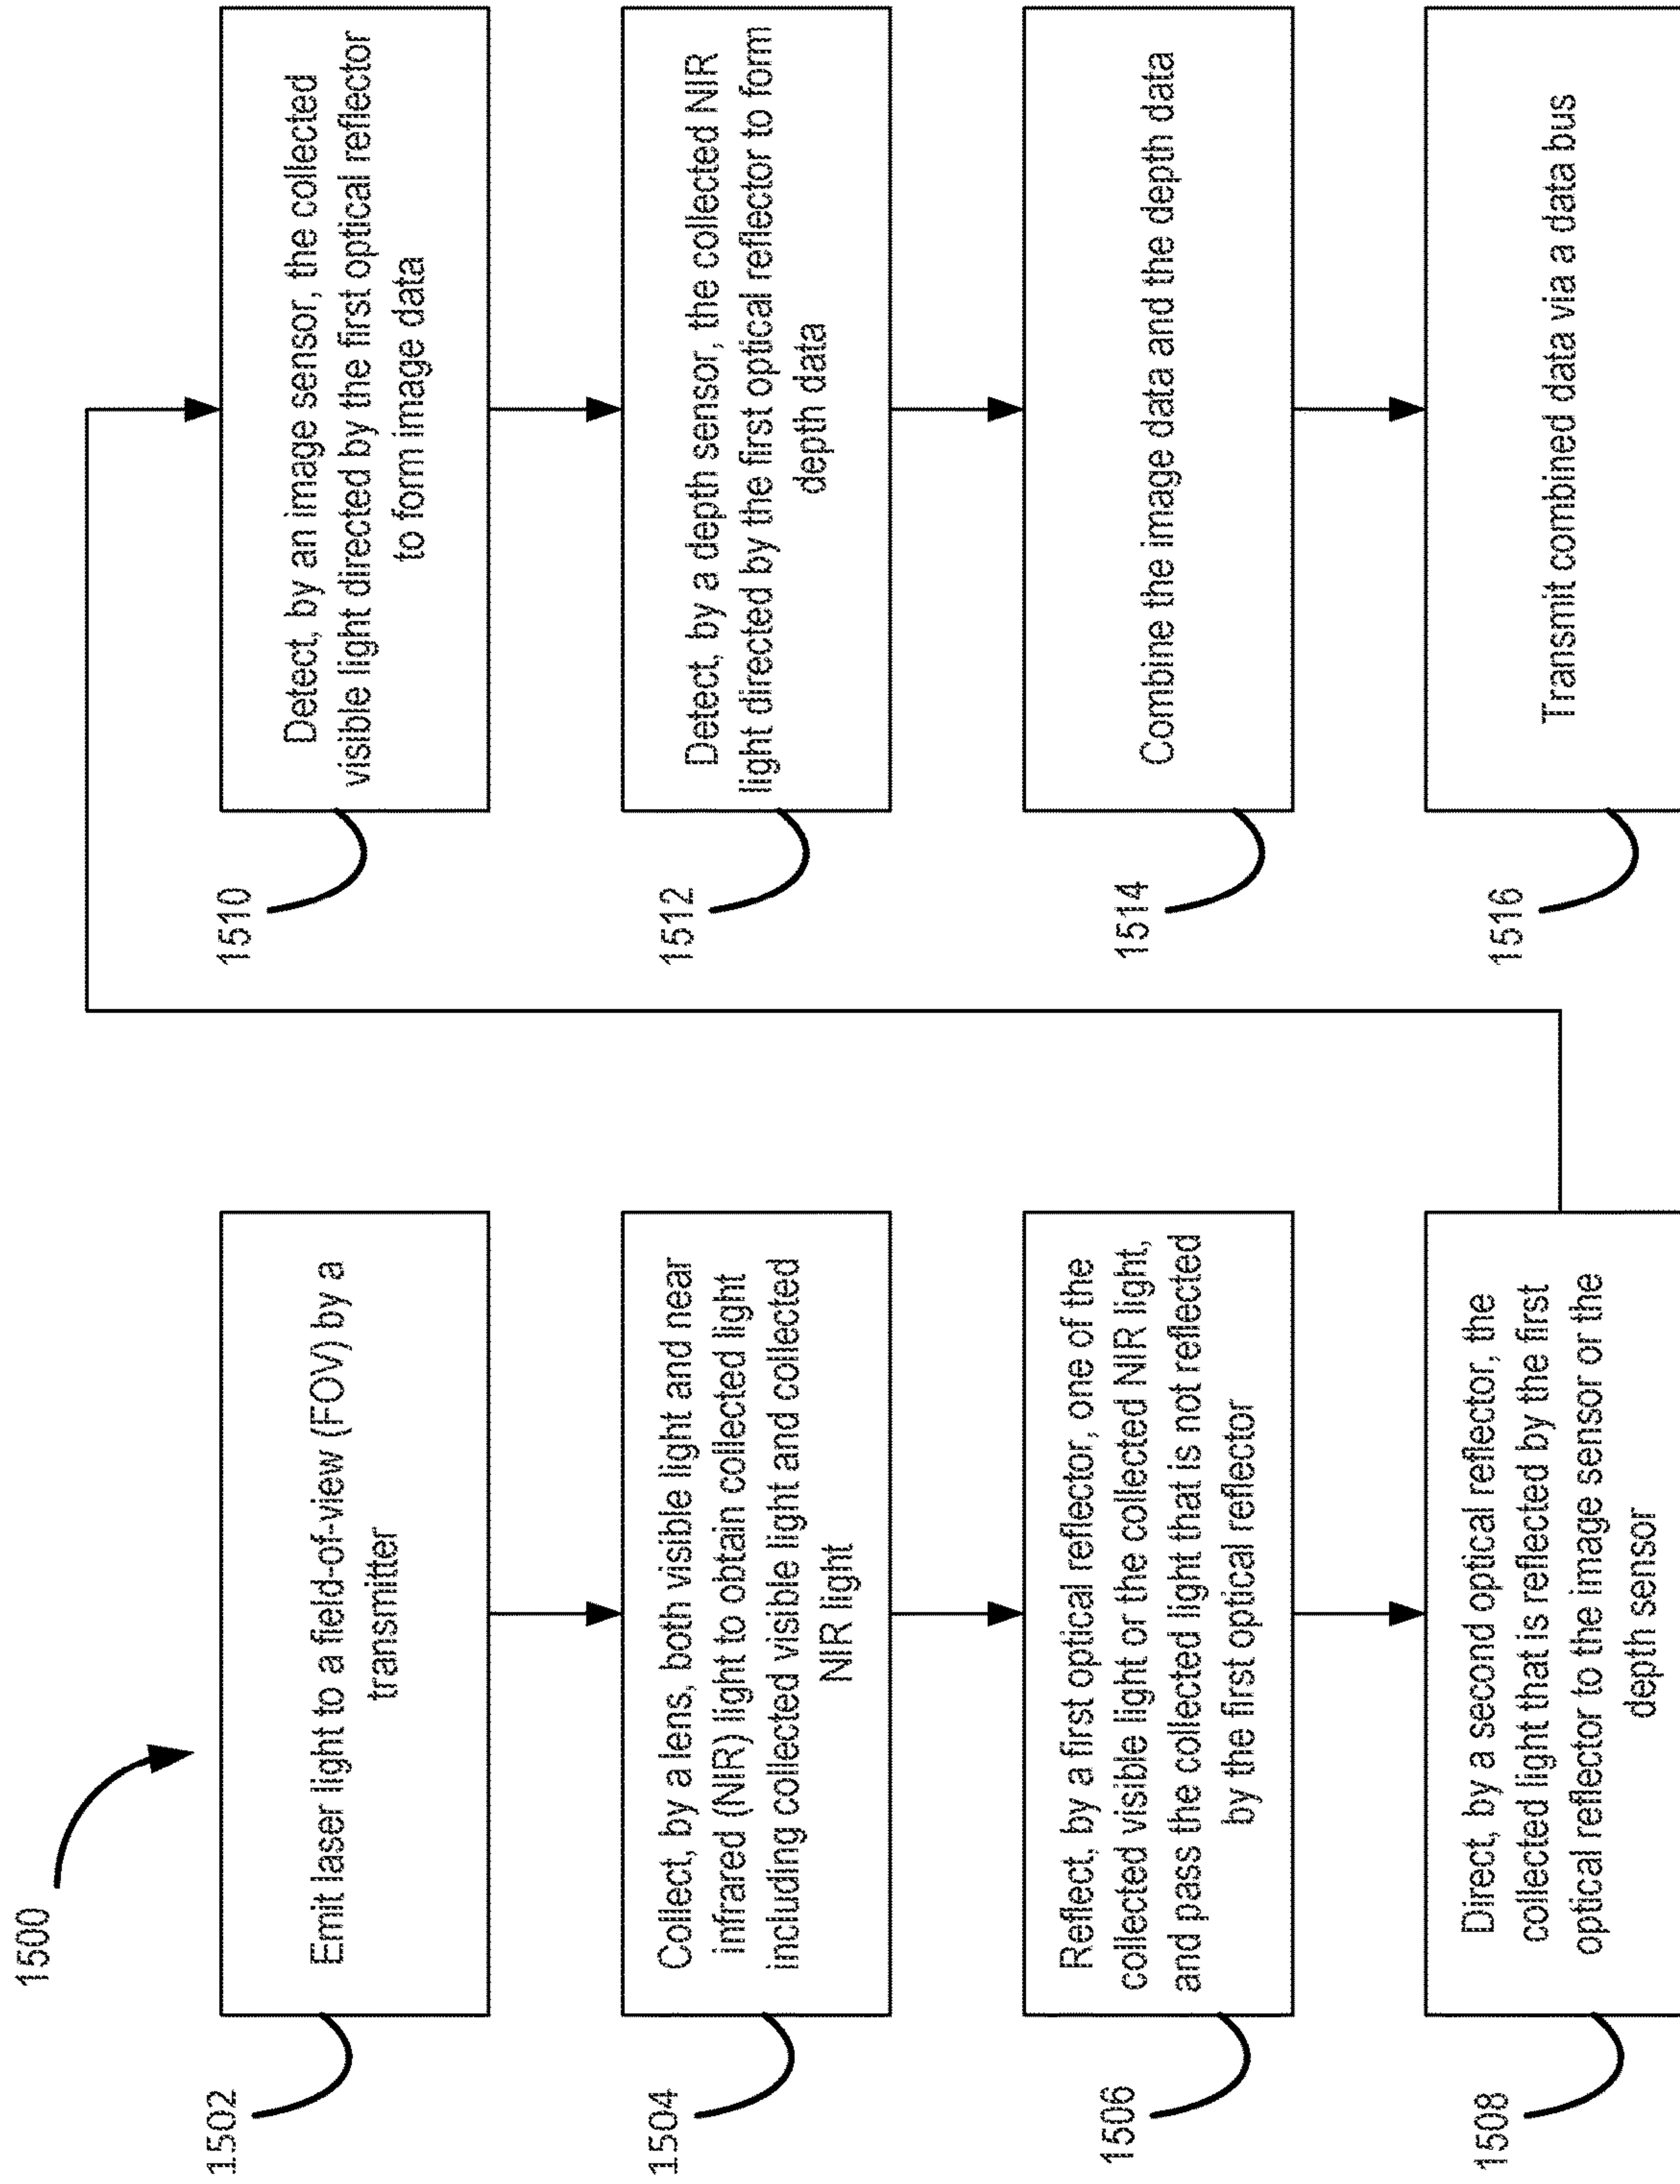 1500
1502
Emit laser light to a field-of-view (FOV) by a
transmitter
1504
Collect, by a lens, both visible light and near
infrared (NIR) light to obtain collected light
including collected visible light and collected
NIR light
1506
Reflect, by a first optical reflector, one of the
collected visible light or the collected NIR light,
and pass the collected light that is not reflected
by the first optical reflector
1508
Direct, by a second optical reflector, the
collected light that is reflected by the first
optical reflector to the image sensor or the
depth sensor
1510
Detect, by an image sensor, the collected
visible light directed by the first optical reflector
to form image data
1512
Detect, by a depth sensor, the collected NIR
light directed by the first optical reflector to form
depth data
1514
Combine the image data and the depth data
1516
Transmit combined data via a data bus